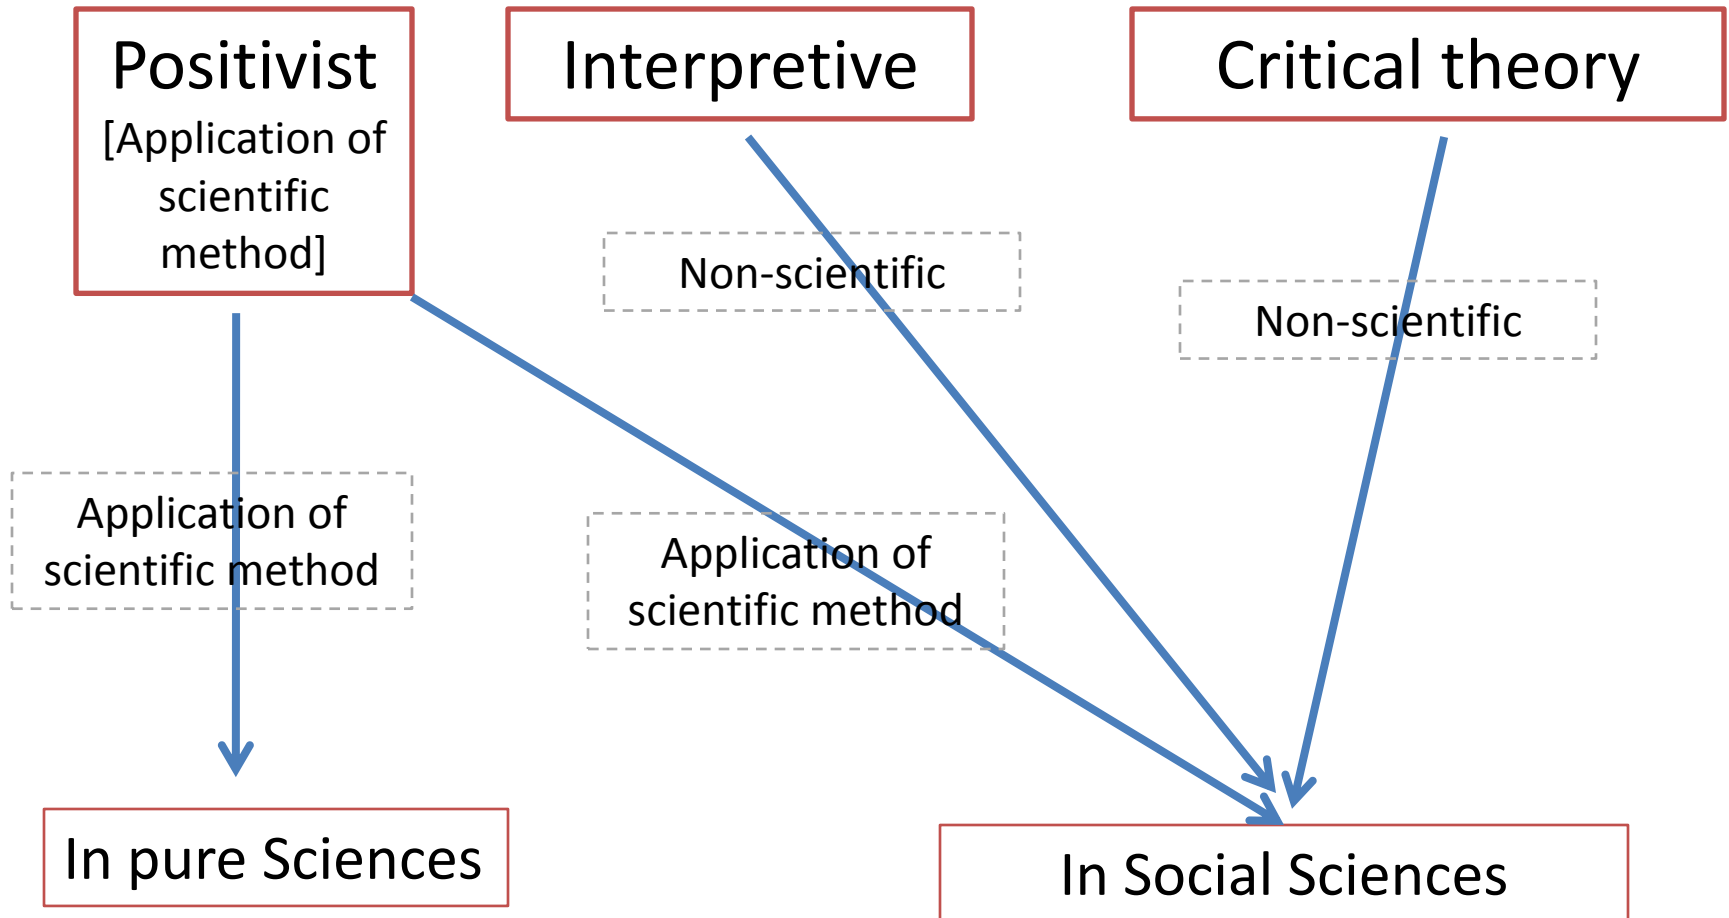 Positivist
[Application of
scientific
method]
Interpretive
Critical theory
Non-scientific
Non-scientific
Application of
scientific method
Application of
scientific method
In pure Sciences
In Social Sciences